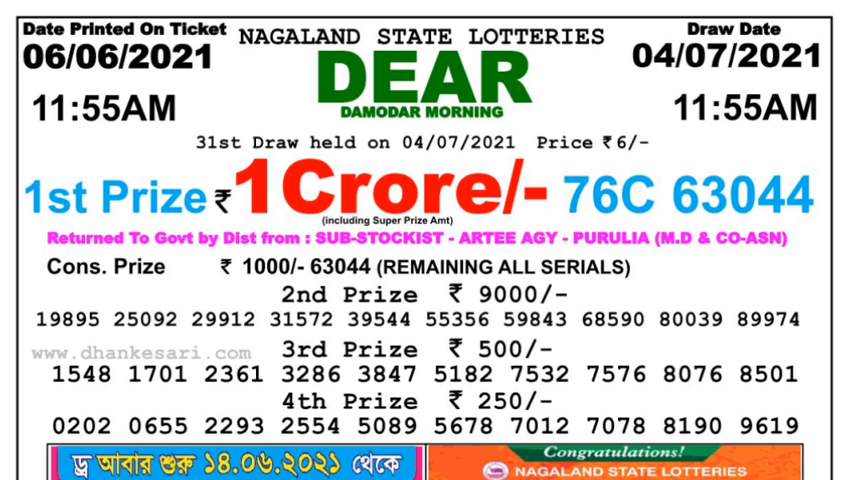 Date Printed On Ticket NAGALAND STATE LOTTERIES Draw Date
06/06/2021 DEAR 04/07/2021
DAMODAR MORNING
11:55AM 11:55AM
31st Draw held on 04/07/2021 Price ₹6/-
1st Prize ₹1Crore/- 76C 63044
(including Super Prize Amt)
Returned To Govt by Dist from : SUB-STOCKIST - ARTEE AGY - PURULIA (M.D & CO-ASN)
Cons. Prize ₹ 1000/- 63044 (REMAINING ALL SERIALS)
2nd Prize ₹ 9000/-
19895 25092 29912 31572 39544 55356 59843 68590 80039 89974
www.dhankesari.com 3rd Prize ₹ 500/-
1548 1701 2361 3286 3847 5182 7532 7576 8076 8501
4th Prize ₹ 250/-
0202 0655 2293 2554 5089 5678 7012 7078 8190 9619
ড্র আবার শুরু ১৪.০৬.২০২১ থেকে
Congratulations!
NAGALAND STATE LOTTERIES